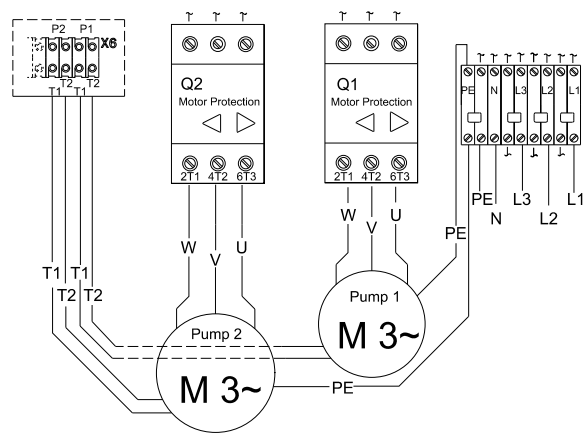 P2 P1
X6
T2 T2
T1 T1
Q2
Motor Protection
2T1 4T2 6T3
Q1
Motor Protection
2T1 4T2 6T3
PE N L3 L2 L1
PE L3 L1
N L2
PE
W V U
W V U
T1 T1
T2 T2
Pump 1
M 3~
Pump 2
M 3~
PE